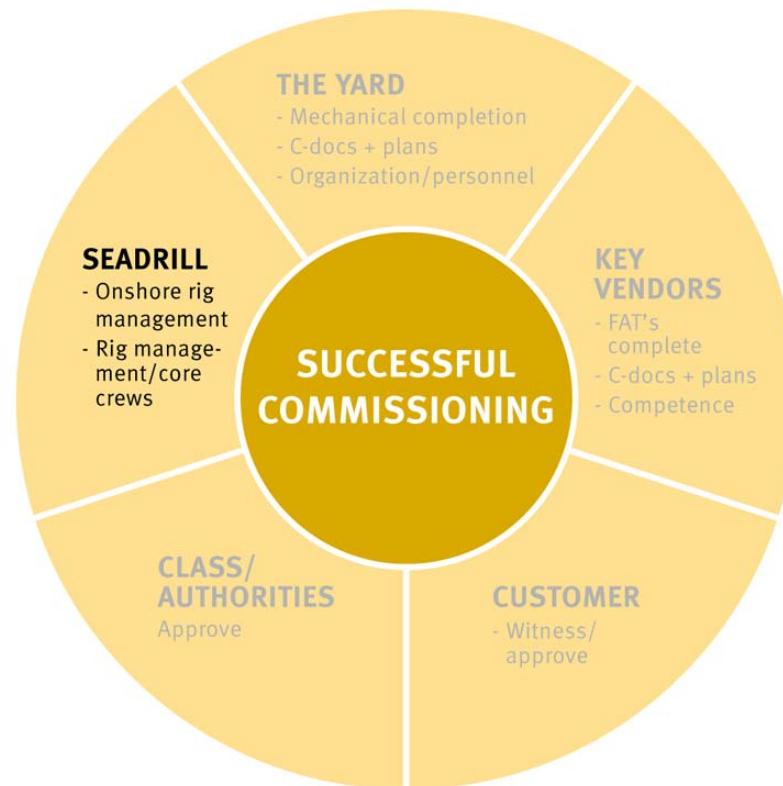 THE YARD
- Mechanical completion
- C-docs + plans
- Organization/personnel
SEADRILL
- Onshore rig
management
- Rig manage-
ment/core
crews
KEY
VENDORS
- FAT's
complete
- C-docs + plans
- Competence
SUCCESSFUL
COMMISSIONING
CLASS/
AUTHORITIES
Approve
CUSTOMER
- Witness/
approve